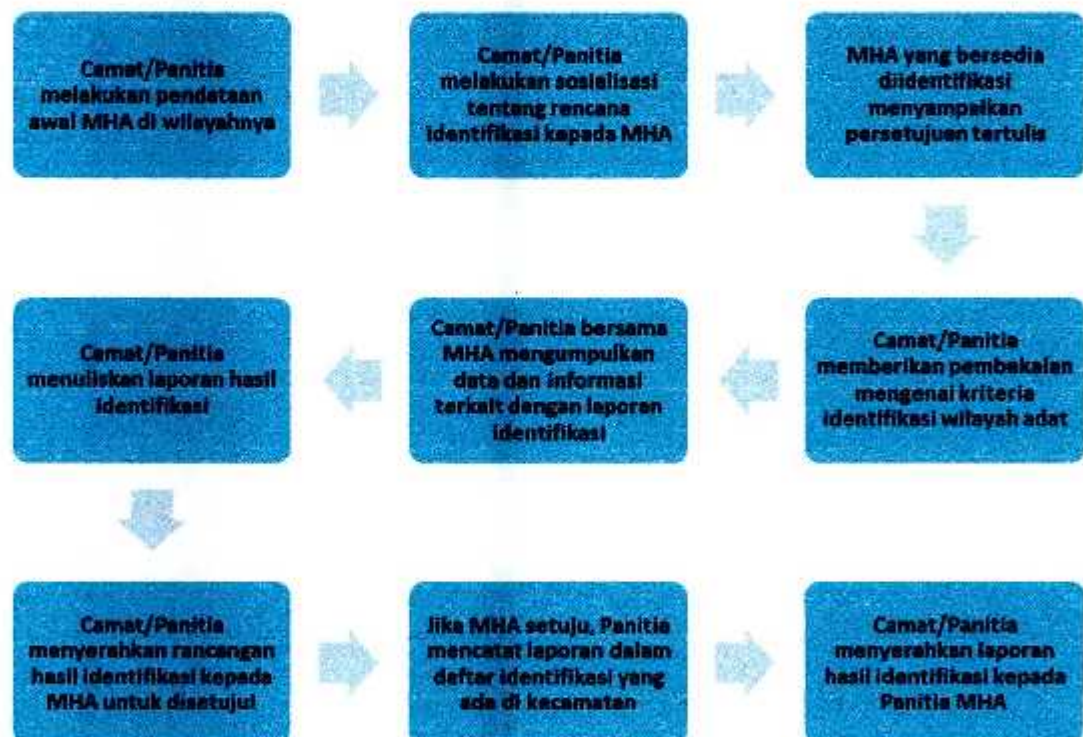 Camat/Panitia
melakukan pendataan
awal MHA di wilayahnya
Camat/Panitia
melakukan sosialisasi
tentang rencana
identifikasi kepada MHA
MHA yang bersedia
diidentifikasi
menyampaikan
persetujuan tertulis
Camat/Panitia
memberikan pembekalan
mengenai kriteria
identifikasi wilayah adat
Camat/Panitia bersama
MHA mengumpulkan
data dan informasi
terkait dengan laporan
identifikasi
Camat/Panitia
menuliskan laporan hasil
identifikasi
Camat/Panitia
menyerahkan rancangan
hasil identifikasi kepada
MHA untuk disetujui
Jika MHA setuju, Panitia
mencatat laporan dalam
daftar identifikasi yang
ada di kecamatan
Camat/Panitia
menyerahkan laporan
hasil identifikasi kepada
Panitia MHA